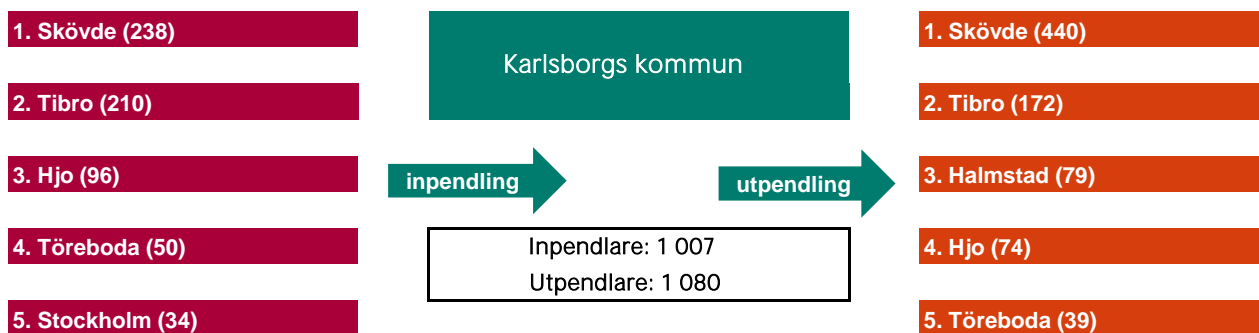 1. Skövde (238)
2. Tibro (210)
3. Hjo (96)
4. Töreboda (50)
5. Stockholm (34)
Karlsborgs kommun
inpendling
utpendling
Inpendlare: 1 007
Utpendlare: 1 080
1. Skövde (440)
2. Tibro (172)
3. Halmstad (79)
4. Hjo (74)
5. Töreboda (39)